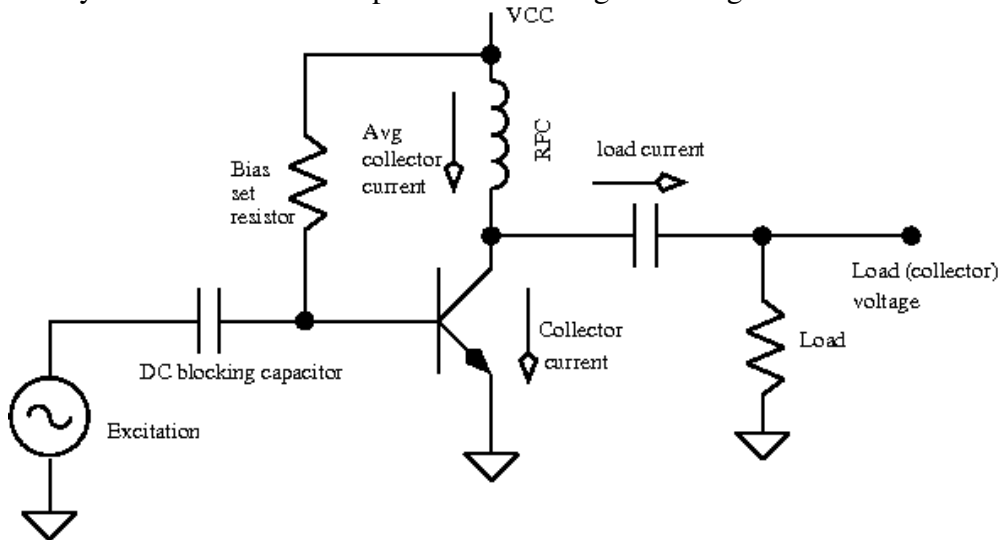 VCC
Avg
collector
current
RFC
load current
Bias
set
resistor
Load (collector)
voltage
Collector
current
Load
DC blocking capacitor
Excitation